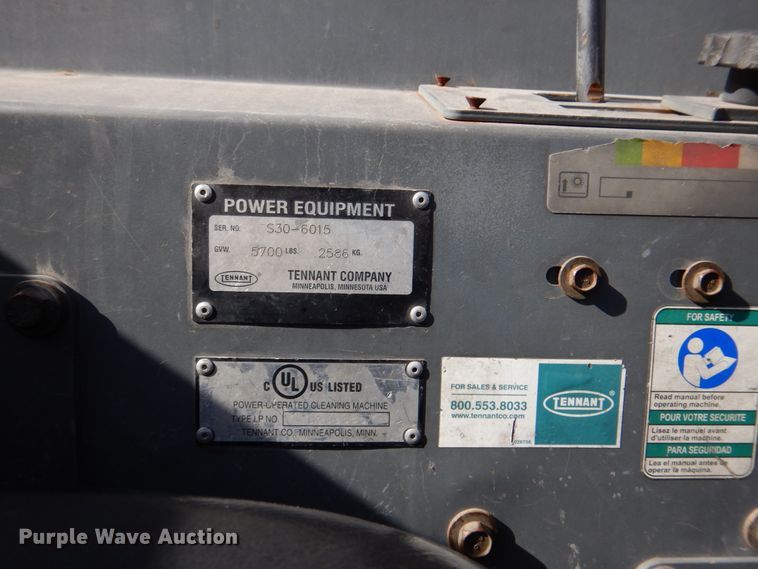 POWER EQUIPMENT
SER. NO. S30-6015
GVW. 5700 LBS. 2586 KG.
TENNANT TENNANT COMPANY
MINNEAPOLIS, MINNESOTA USA
C UL US LISTED
POWER-OPERATED CLEANING MACHINE
TYPE LP NO
TENNANT CO. MINNEAPOLIS, MINN.
FOR SALES & SERVICE
800.553.8033
www.tennantco.com
TENNANT
FOR SAFETY
Read manual before
operating machine.
POUR VOTRE SECURITE
Lisez le manuel avant
d'utiliser la machine.
PARA SEGURIDAD
Lea el manual antes de
operar la máquina.
Purple Wave Auction